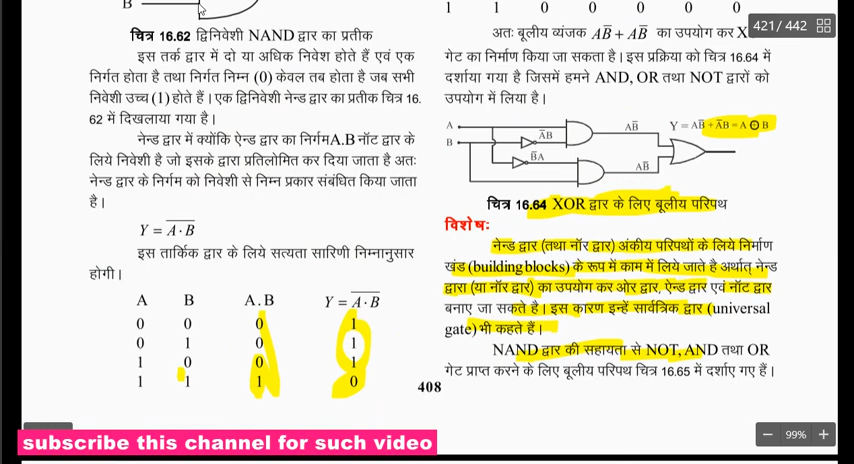 B
चित्र 16.62 द्विनिवेशी NAND द्वार का प्रतीक
इस तर्क द्वार में दो या अधिक निवेश होते हैं एवं एक
निर्गत होता है तथा निर्गत निम्न (0) केवल तब होता है जब सभी
निवेशी उच्च (1) होते हैं। एक द्विनिवेशी नेन्ड द्वार का प्रतीक चित्र 16.
62 में दिखलाया गया है।
नेन्ड द्वार में क्योंकि ऐन्ड द्वार का निर्गमA.B नॉट द्वार के
लिये निवेशी है जो इसके द्वारा प्रतिलोमित कर दिया जाता है अतः
नेन्ड द्वार के निर्गम को निवेशी से निम्न प्रकार संबंधित किया जाता
है।
Y = \overline{A · B}
इस तार्किक द्वार के लिये सत्यता सारिणी निम्नानुसार
होगी।
A B A . B Y = \overline{A · B}
0 0 0 1
0 1 0 1
1 0 0 1
1 1 1 0
1 1 0 0 0 0 0
अतः बूलीय व्यंजक AB̅ + AB̅ का उपयोग कर X
गेट का निर्माण किया जा सकता है। इस प्रक्रिया को चित्र 16.64 में
दर्शाया गया है जिसमें हमने AND, OR तथा NOT द्वारों को
उपयोग में लिया है।
A
B
A̅B
B̅A
AB̅
AB̅
Y = AB̅ + A̅B = A ⊕ B
चित्र 16.64 XOR द्वार के लिए बूलीय परिपथ
विशेषः
नेन्ड द्वार (तथा नॉर द्वार) अंकीय परिपथों के लिये निर्माण
खंड (building blocks) के रूप में काम में लिये जाते है अर्थात् नेन्ड
द्वारा (या नॉर द्वार) का उपयोग कर ओर द्वार, ऐन्ड द्वार एवं नॉट द्वार
बनाए जा सकते है। इस कारण इन्हें सार्वत्रिक द्वार (universal
gate) भी कहते हैं।
NAND द्वार की सहायता से NOT, AND तथा OR
गेट प्राप्त करने के लिए बूलीय परिपथ चित्र 16.65 में दर्शाए गए हैं।
408
421 / 442
99%
subscribe this channel for such video